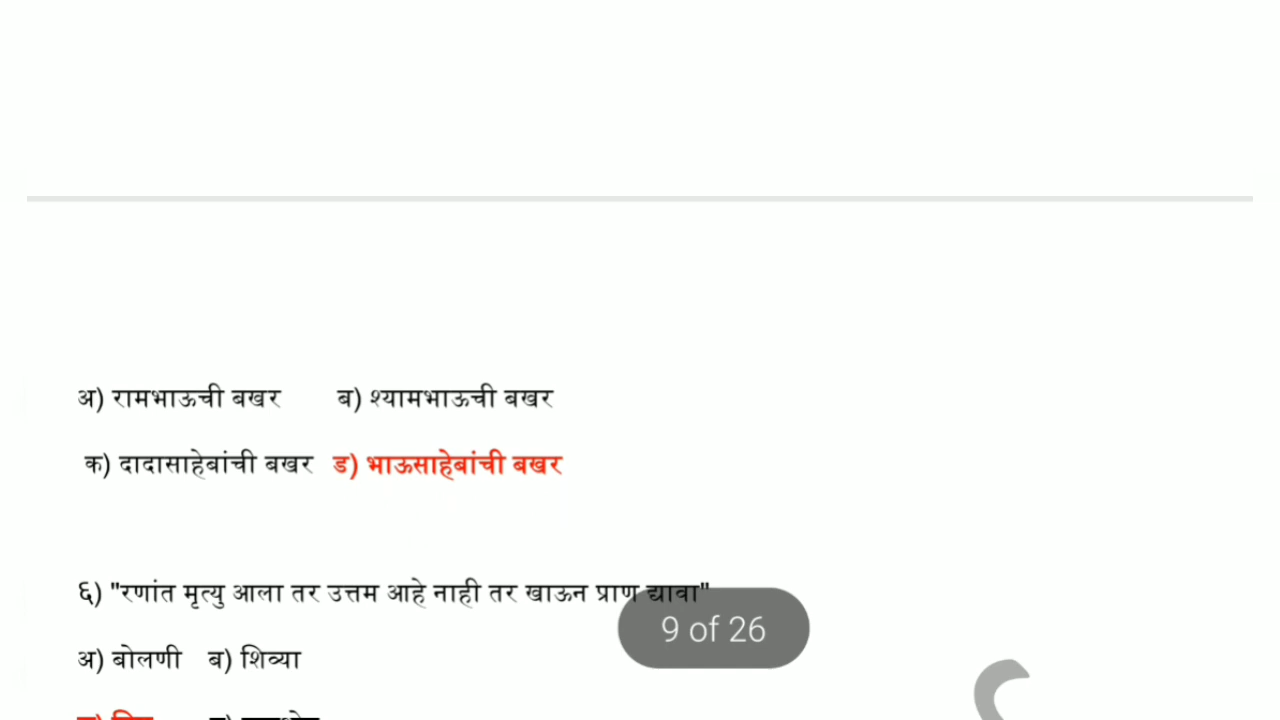 अ) रामभाऊची बखर ब) श्यामभाऊची बखर
क) दादासाहेबांची बखर ड) भाऊसाहेबांची बखर
६) "रणांत मृत्यु आला तर उत्तम आहे नाही तर खाऊन प्राण द्यावा"
9 of 26
अ) बोलणी ब) शिव्या